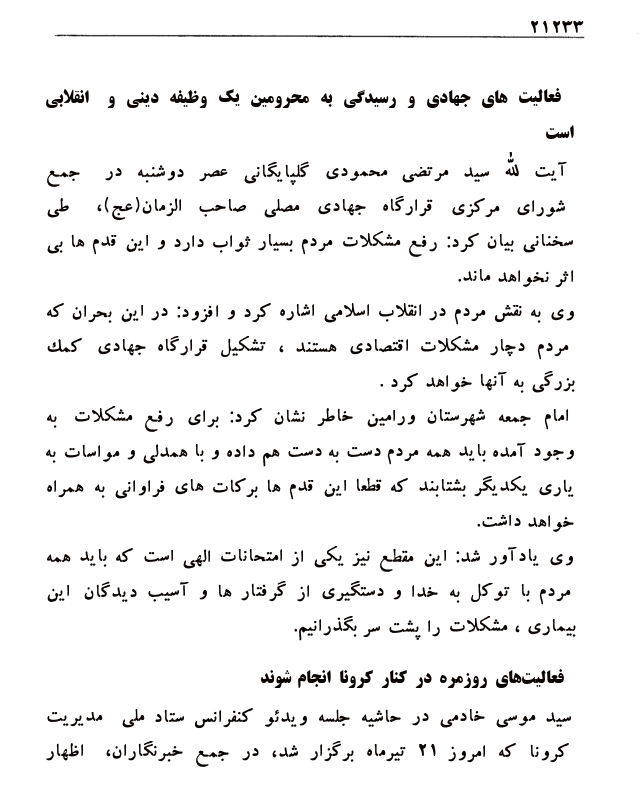 ۲۱۲۳۳
فعالیت های جهادی و رسیدگی به محرومین یک وظیفه دینی و انقلابی
است
آیت لله سید مرتضی محمودی گلپایگانی عصر دوشنبه در جمع
شورای مرکزی قرارگاه جهادی مصلی صاحب الزمان(عج)، طی
سخنانی بیان کرد: رفع مشکلات مردم بسیار ثواب دارد و این قدم ها بی
اثر نخواهد ماند.
وی به نقش مردم در انقلاب اسلامی اشاره کرد و افزود: در این بحران که
مردم دچار مشکلات اقتصادی هستند ، تشکیل قرارگاه جهادی کمک
بزرگی به آنها خواهد کرد .
امام جمعه شهرستان ورامین خاطر نشان کرد: برای رفع مشکلات به
وجود آمده باید همه مردم دست به دست هم داده و با همدلی و مواسات به
یاری یکدیگر بشتابند که قطعا این قدم ها برکات های فراوانی به همراه
خواهد داشت.
وی یادآور شد: این مقطع نیز یکی از امتحانات الهی است که باید همه
مردم با توکل به خدا و دستگیری از گرفتار ها و آسیب دیدگان این
بیماری ، مشکلات را پشت سر بگذرانیم.
فعالیت‌های روزمره در کنار کرونا انجام شوند
سید موسی خادمی در حاشیه جلسه ویدئو کنفرانس ستاد ملی مدیریت
کرونا که امروز ۲۱ تیرماه برگزار شد، در جمع خبرنگاران، اظهار